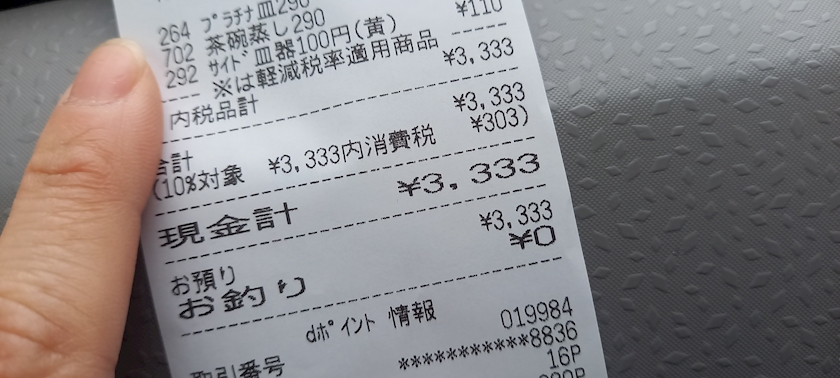 264 プラチナ皿290
702 茶碗蒸し290 ¥110
292 サイド皿器100円(黄)
※は軽減税率適用商品
内税品計 ¥3,333
合計 ¥3,333
(10%対象 ¥3,333内消費税 ¥303)
現金計 ¥3,333
お預り ¥3,333
お釣り ¥0
dポイント 情報
取引番号 019984
***********8836
16P